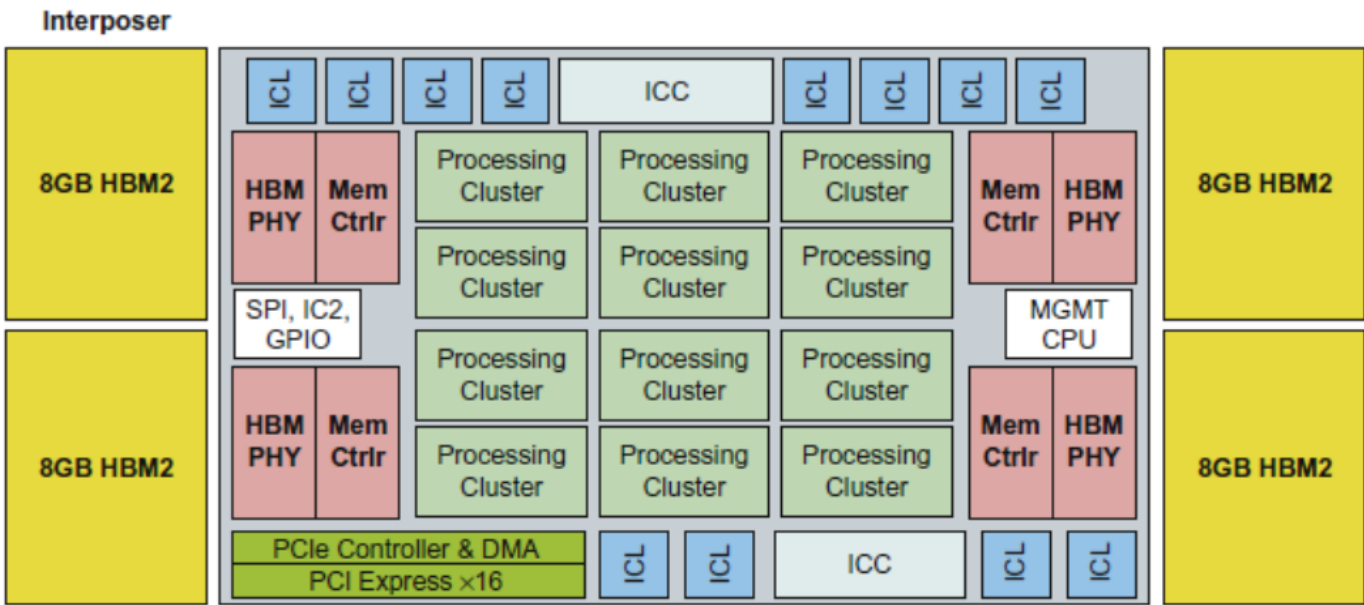 Interposer
ICL
ICL
ICL
ICL
ICC
ICL
ICL
ICL
ICL
8GB HBM2
HBM
PHY
Mem
Ctrlr
Processing
Cluster
Processing
Cluster
Processing
Cluster
Mem
Ctrlr
HBM
PHY
8GB HBM2
Processing
Cluster
Processing
Cluster
Processing
Cluster
SPI, IC2,
GPIO
MGMT
CPU
Processing
Cluster
Processing
Cluster
Processing
Cluster
8GB HBM2
HBM
PHY
Mem
Ctrlr
Mem
Ctrlr
HBM
PHY
8GB HBM2
Processing
Cluster
Processing
Cluster
Processing
Cluster
PCIe Controller & DMA
PCI Express ×16
ICL
ICL
ICC
ICL
ICL